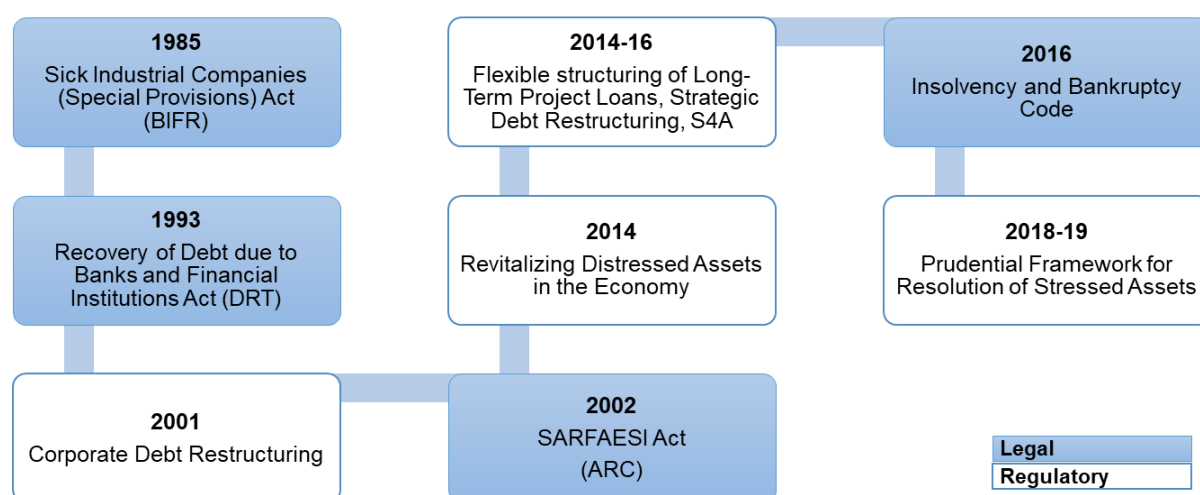 1985
Sick Industrial Companies
(Special Provisions) Act
(BIFR)
1993
Recovery of Debt due to
Banks and Financial
Institutions Act (DRT)
2001
Corporate Debt Restructuring
2002
SARFAESI Act
(ARC)
2014
Revitalizing Distressed Assets
in the Economy
2014-16
Flexible structuring of Long-
Term Project Loans, Strategic
Debt Restructuring, S4A
2016
Insolvency and Bankruptcy
Code
2018-19
Prudential Framework for
Resolution of Stressed Assets
Legal
Regulatory